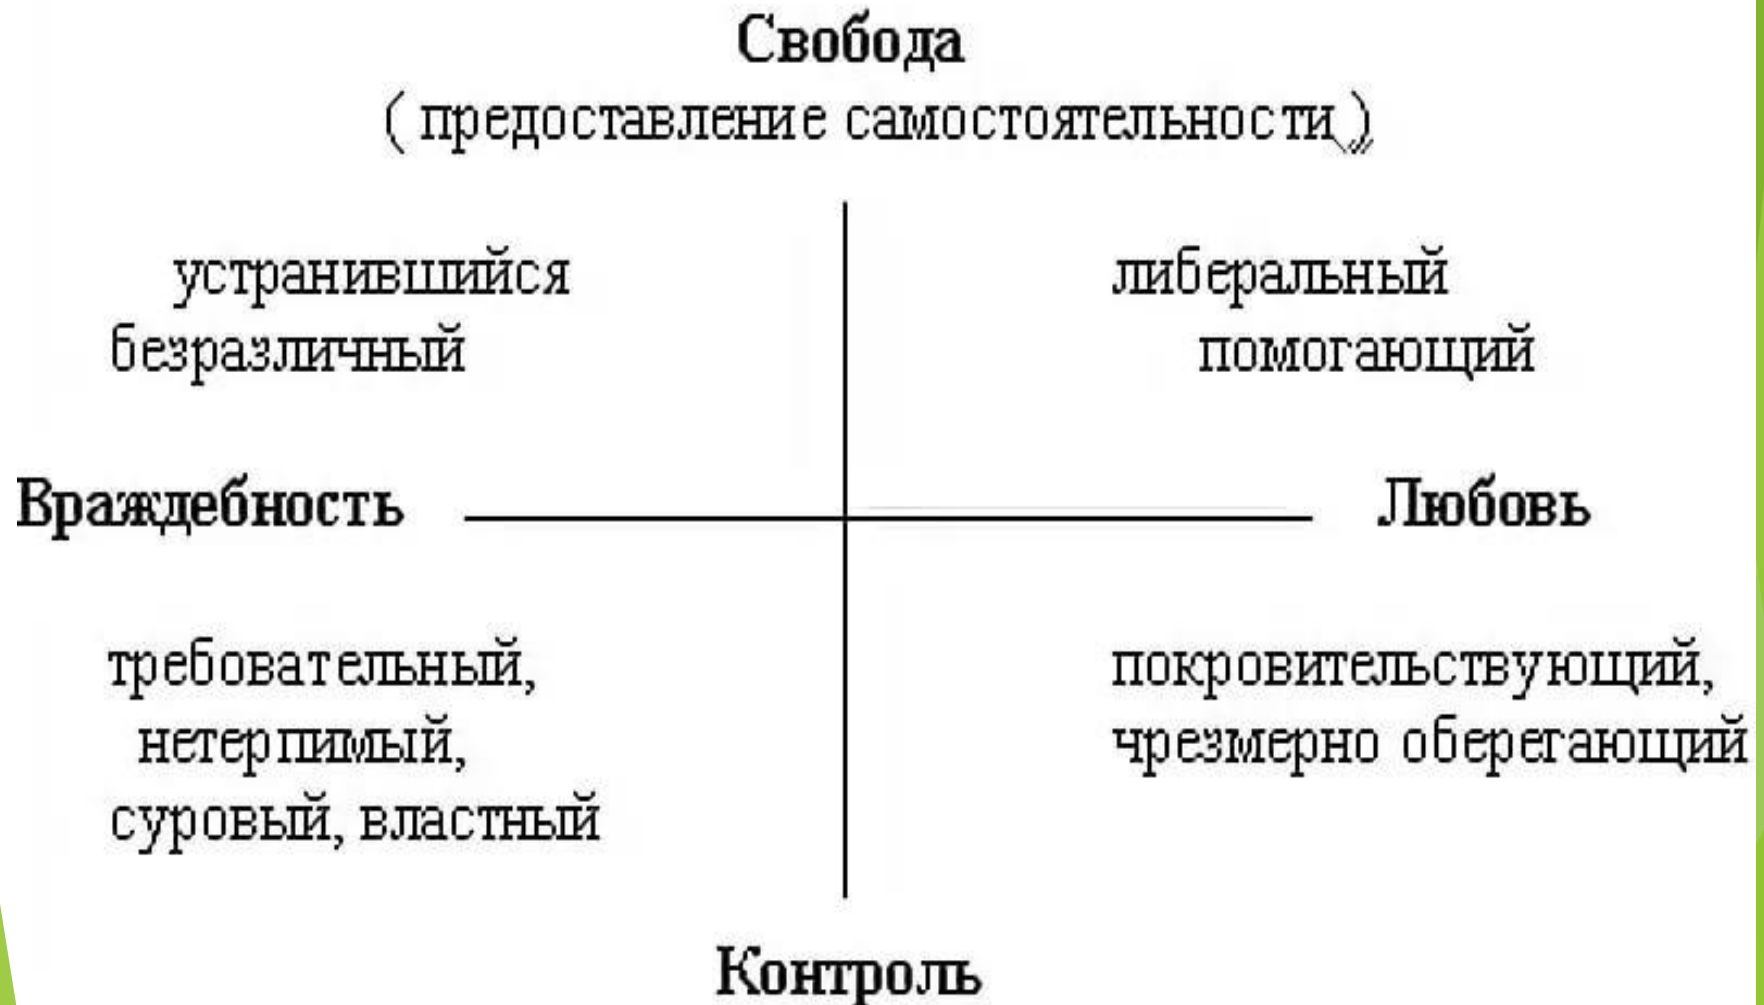 Свобода
( предоставление самостоятельности )
устранившийся
безразличный
либеральный
помогающий
Враждебность
Любовь
требовательный,
нетерпимый,
суровый, властный
покровительствующий,
чрезмерно оберегающий
Контроль